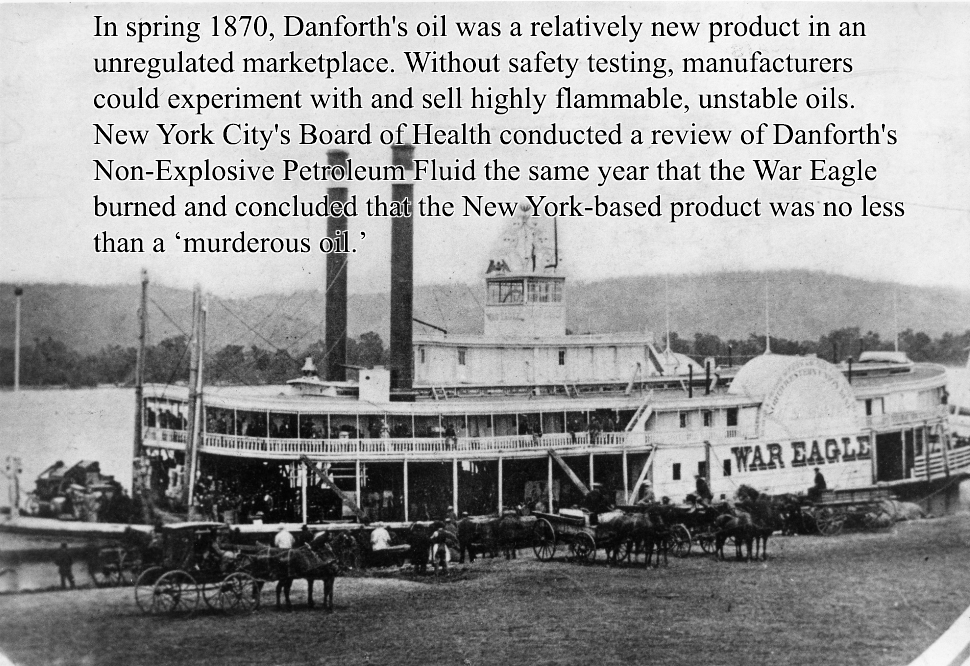 In spring 1870, Danforth's oil was a relatively new product in an
unregulated marketplace. Without safety testing, manufacturers
could experiment with and sell highly flammable, unstable oils.
New York City's Board of Health conducted a review of Danforth's
Non-Explosive Petroleum Fluid the same year that the War Eagle
burned and concluded that the New York-based product was no less
than a ‘murderous oil.’
WAR EAGLE